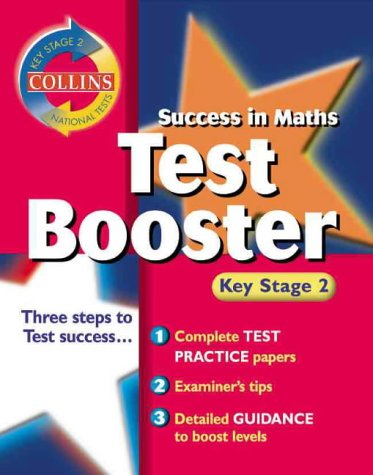 KEY STAGE 2
COLLINS
NATIONAL TESTS
Success in Maths
Test
Booster
Key Stage 2
Three steps to
Test success...
1 Complete TEST
PRACTICE papers
2 Examiner's tips
3 Detailed GUIDANCE
to boost levels